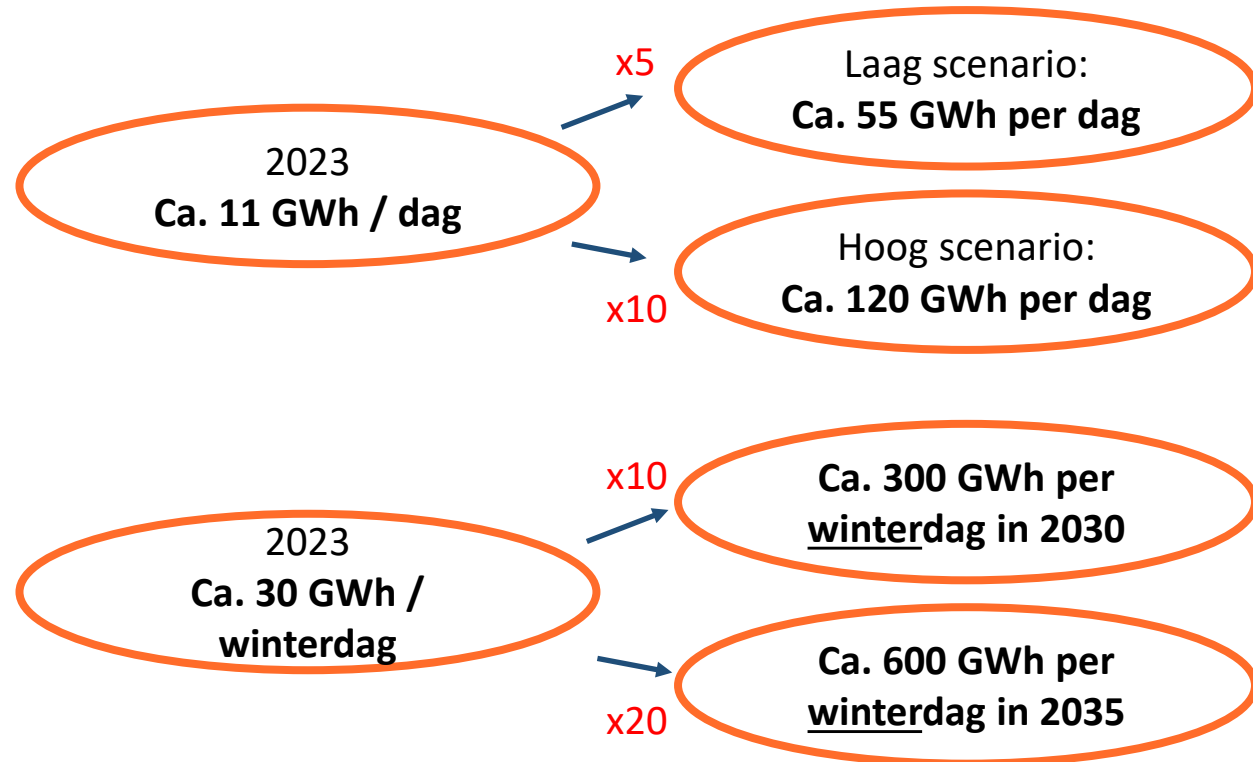 2023
Ca. 11 GWh / dag
x5
Laag scenario:
Ca. 55 GWh per dag
x10
Hoog scenario:
Ca. 120 GWh per dag
2023
Ca. 30 GWh /
winterdag
x10
Ca. 300 GWh per
winterdag in 2030
x20
Ca. 600 GWh per
winterdag in 2035